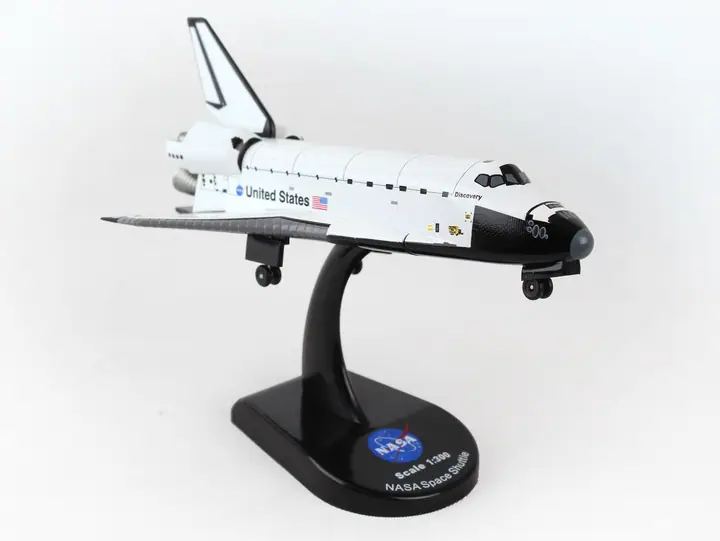 Discovery
United States
NASA
Scale 1:300
NASA Space Shuttle